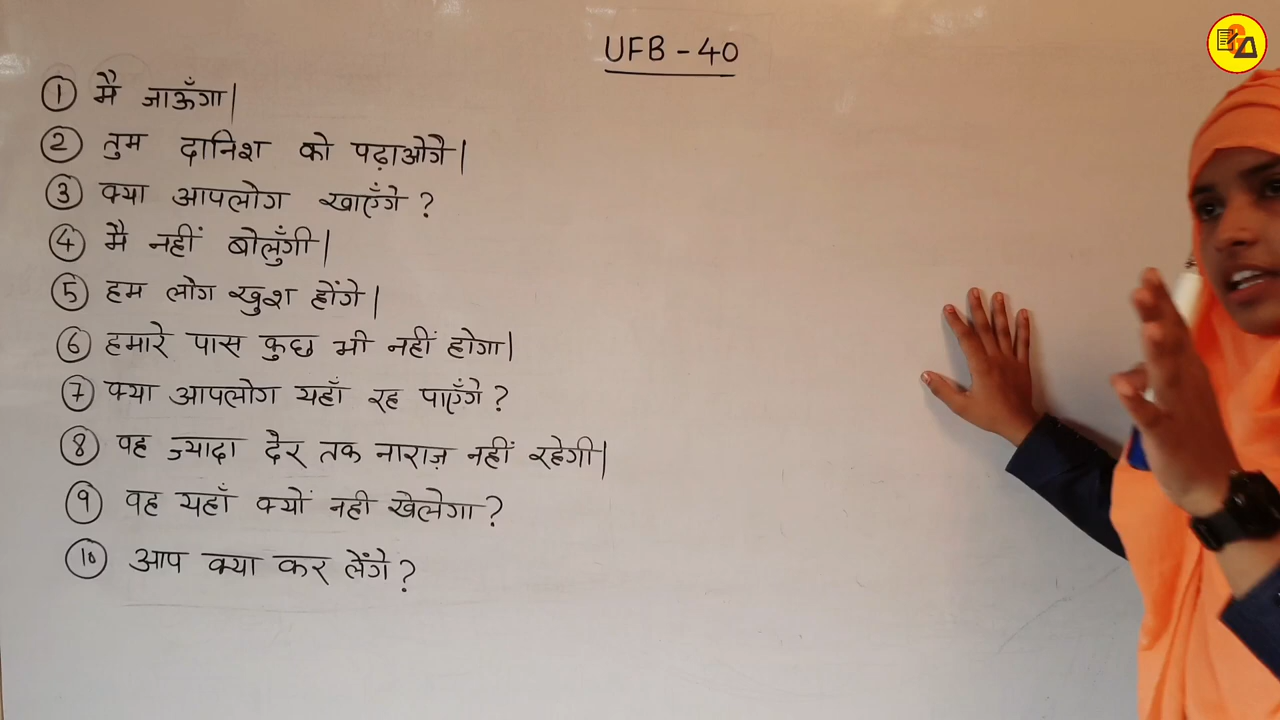 UFB - 40
① मै जाऊँगा|
② तुम दानिश को पढ़ाओगे|
③ क्या आपलोग खाएँगे ?
④ मै नहीं बोलुँगी|
⑤ हम लोग खुश होंगे|
⑥ हमारे पास कुछ भी नहीं होगा|
⑦ क्या आपलोग यहाँ रह पाएँगे ?
⑧ वह ज्यादा देर तक नाराज़ नहीं रहेगी|
⑨ वह यहाँ क्यों नही खेलेगा ?
⑩ आप क्या कर लेंगे ?